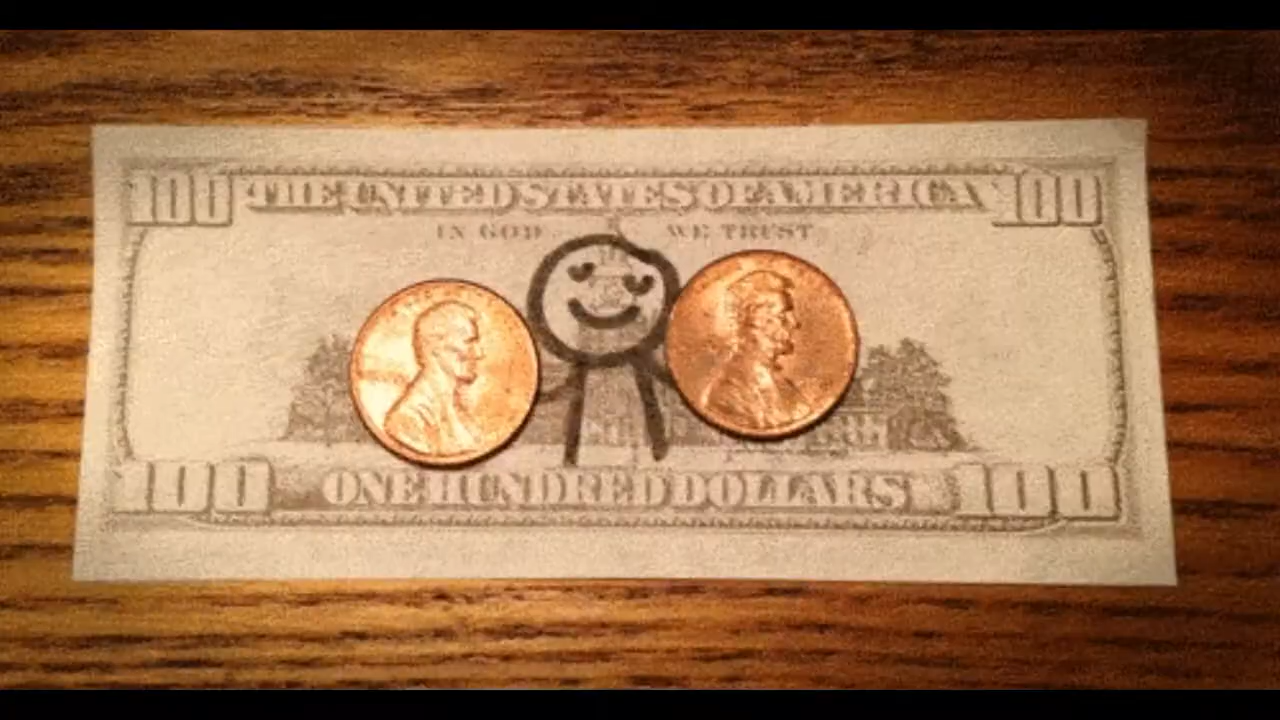 100 THE UNITED STATES OF AMERICA 100
IN GOD WE TRUST
100 ONE HUNDRED DOLLARS 100